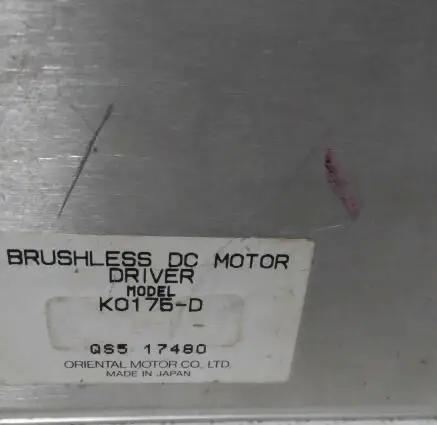 BRUSHLESS DC MOTOR
DRIVER
MODEL
K0175-D
QS5 17480
ORIENTAL MOTOR CO., LTD.
MADE IN JAPAN